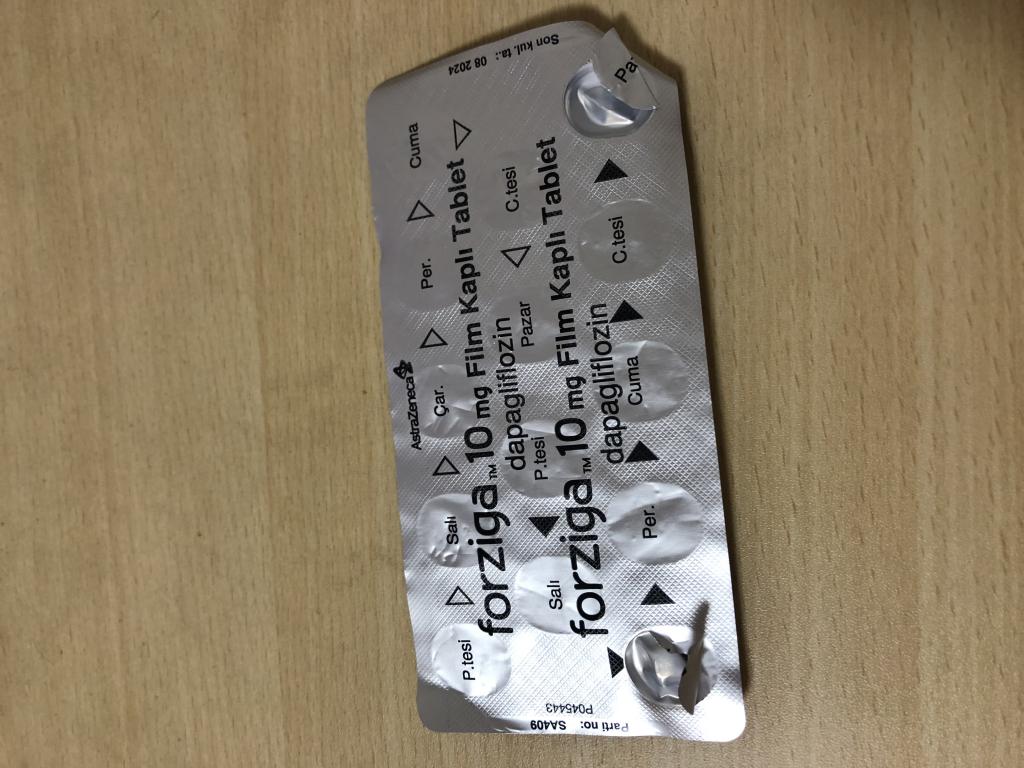 AstraZeneca
P.tesi
Salı
Çar.
Per.
Cuma
forziga™ 10 mg Film Kaplı Tablet
dapagliflozin
Salı
P.tesi
Pazar
C.tesi
forziga™ 10 mg Film Kaplı Tablet
dapagliflozin
Per.
Cuma
C.tesi
Parti no: SA409
P045443
Son kul. ta.: 08 2024